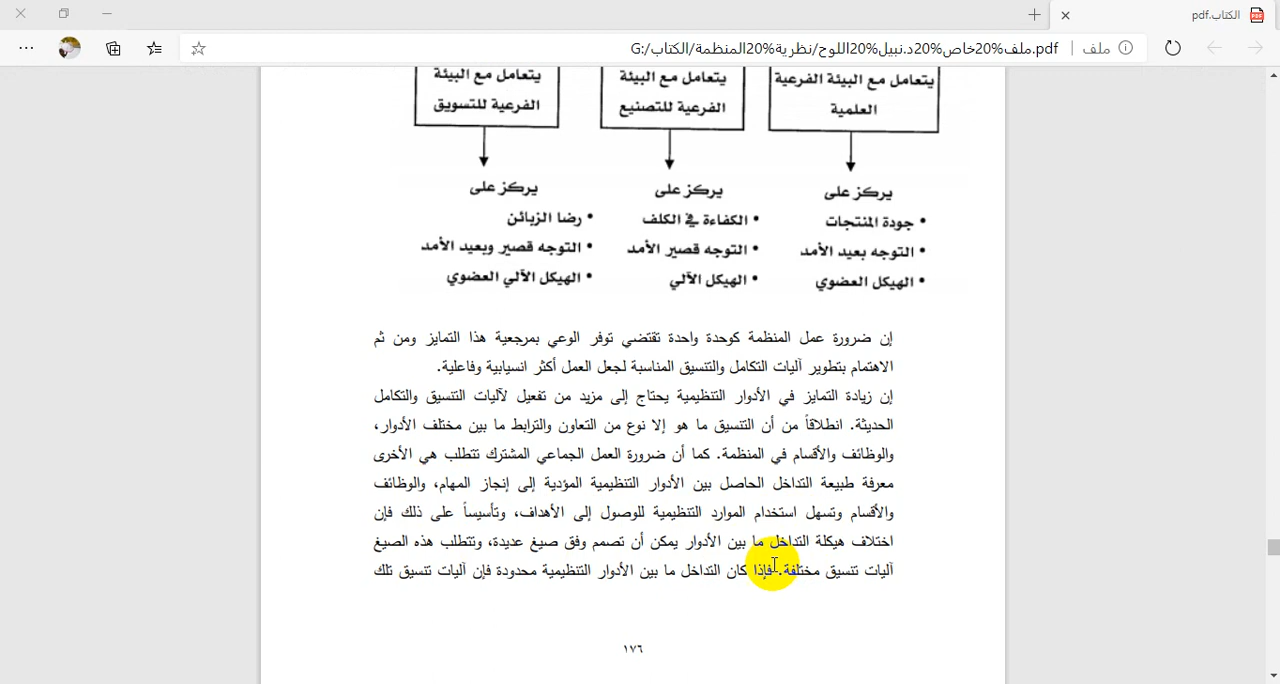 الكتاب.pdf
ملف
G:/الكتاب/نظرية%20المنظمة/ملف%20خاص%20د.نبيل%20اللوح.pdf
يتعامل مع البيئة الفرعية
العلمية
يتعامل مع البيئة
الفرعية للتصنيع
يتعامل مع البيئة
الفرعية للتسويق
يركز على
• جودة المنتجات
• التوجه بعيد الأمد
• الهيكل العضوي
يركز على
• الكفاءة في الكلف
• التوجه قصير الأمد
• الهيكل الآلي
يركز على
• رضا الزبائن
• التوجه قصير وبعيد الأمد
• الهيكل الآلي العضوي
إن ضرورة عمل المنظمة كوحدة واحدة تقتضي توفر الوعي بمرجعية هذا التمايز ومن ثم
الاهتمام بتطوير آليات التكامل والتنسيق المناسبة لجعل العمل أكثر انسيابية وفاعلية.
إن زيادة التمايز في الأدوار التنظيمية يحتاج إلى مزيد من تفعيل لآليات التنسيق والتكامل
الحديثة. انطلاقاً من أن التنسيق ما هو إلا نوع من التعاون والترابط ما بين مختلف الأدوار،
والوظائف والأقسام في المنظمة. كما أن ضرورة العمل الجماعي المشترك تتطلب هي الأخرى
معرفة طبيعة التداخل الحاصل بين الأدوار التنظيمية المؤدية إلى إنجاز المهام، والوظائف
والأقسام وتسهل استخدام الموارد التنظيمية للوصول إلى الأهداف، وتأسيساً على ذلك فإن
اختلاف هيكلة التداخل ما بين الأدوار يمكن أن تصمم وفق صيغ عديدة، وتتطلب هذه الصيغ
آليات تنسيق مختلفة. فإذا كان التداخل ما بين الأدوار التنظيمية محدودة فإن آليات تنسيق تلك
١٧٦